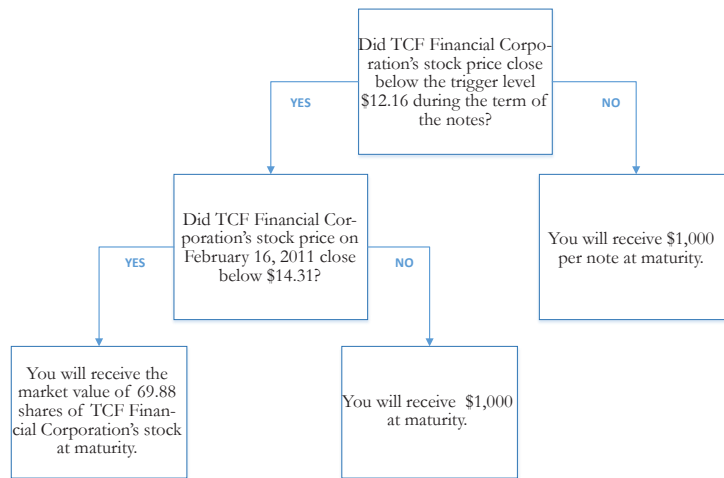 Did TCF Financial Corpo-
ration's stock price close
below the trigger level
$12.16 during the term of
the notes?
YES
NO
Did TCF Financial Cor-
poration's stock price on
February 16, 2011 close
below $14.31?
You will receive $1,000
per note at maturity.
YES
NO
You will receive the
market value of 69.88
shares of TCF Finan-
cial Corporation's stock
at maturity.
You will receive $1,000
at maturity.